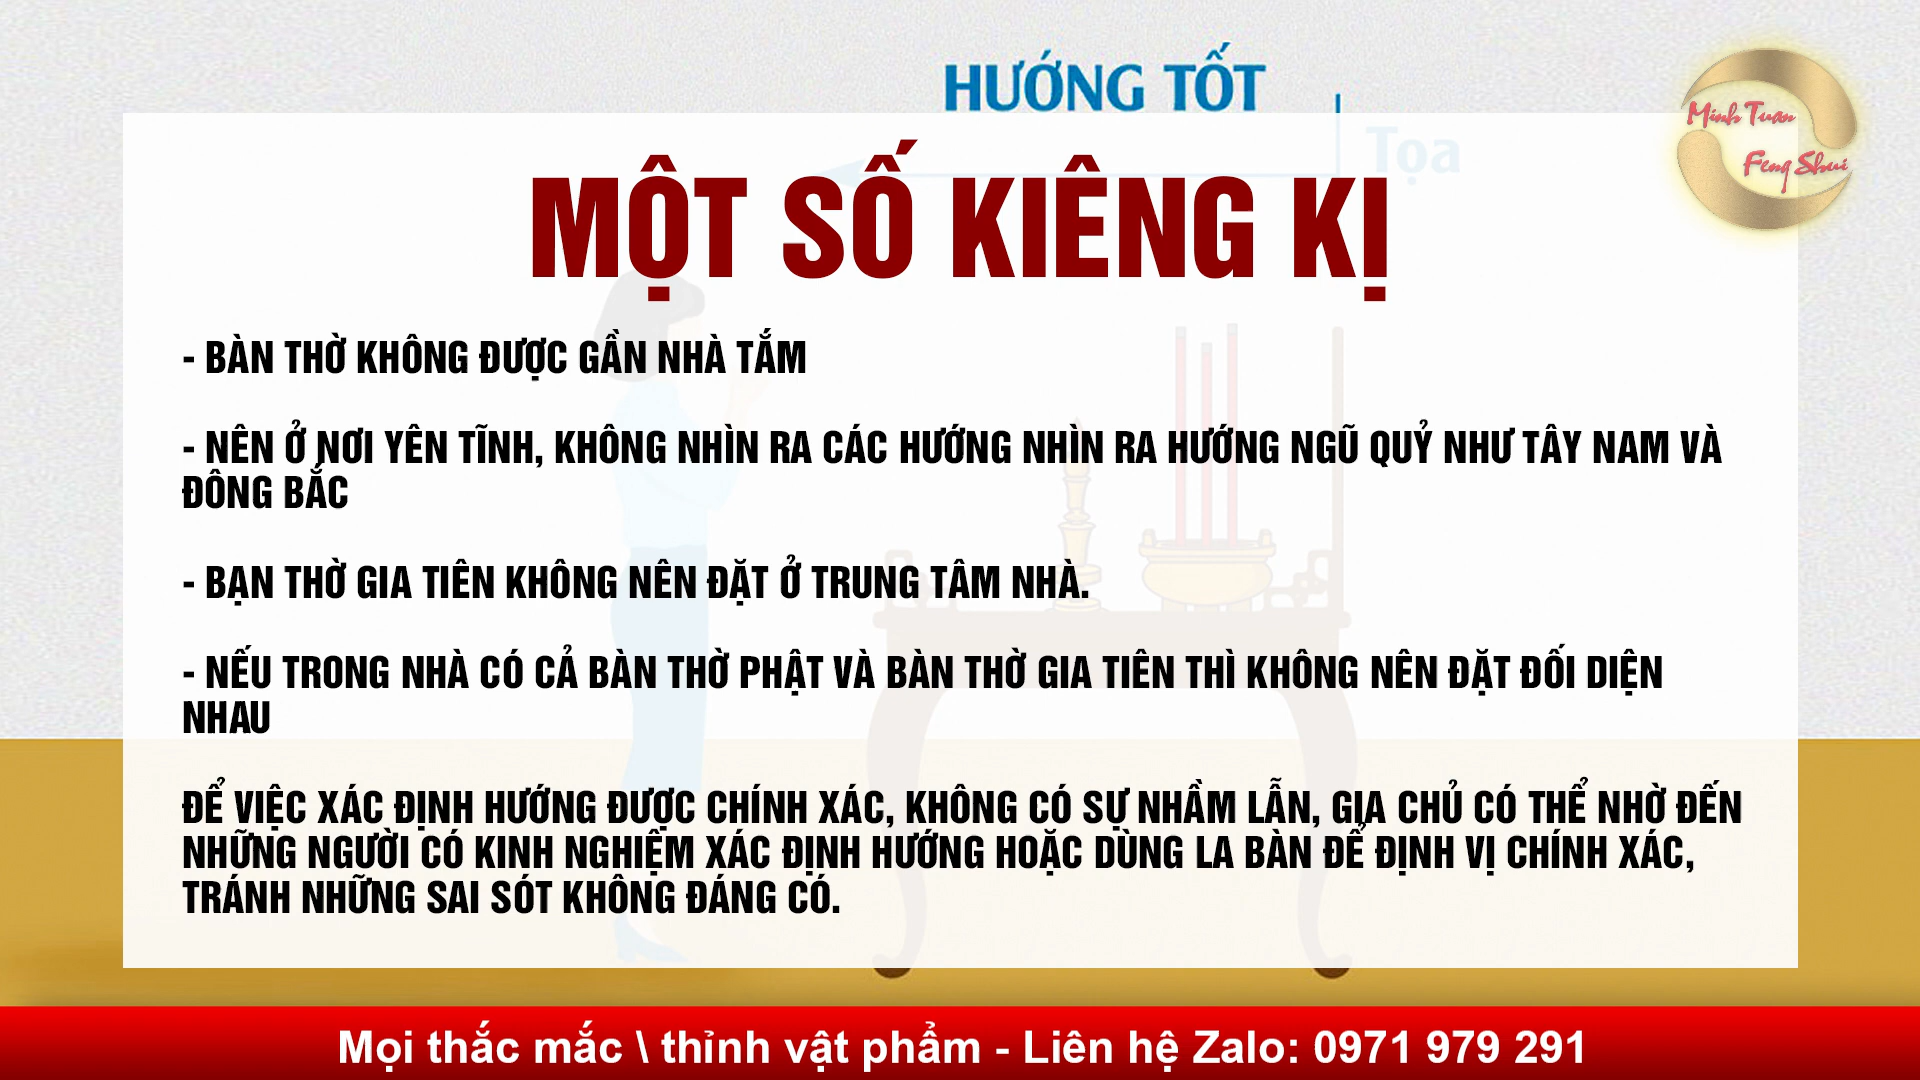 HƯỚNG TỐT
Tọa
Minh Tuan
Feng Shui
MỘT SỐ KIÊNG KỊ
- BÀN THỜ KHÔNG ĐƯỢC GẦN NHÀ TẮM
- NÊN Ở NƠI YÊN TĨNH, KHÔNG NHÌN RA CÁC HƯỚNG NHÌN RA HƯỚNG NGŨ QUỶ NHƯ TÂY NAM VÀ
ĐÔNG BẮC
- BẠN THỜ GIA TIÊN KHÔNG NÊN ĐẶT Ở TRUNG TÂM NHÀ.
- NẾU TRONG NHÀ CÓ CẢ BÀN THỜ PHẬT VÀ BÀN THỜ GIA TIÊN THÌ KHÔNG NÊN ĐẶT ĐỐI DIỆN
NHAU
ĐỂ VIỆC XÁC ĐỊNH HƯỚNG ĐƯỢC CHÍNH XÁC, KHÔNG CÓ SỰ NHẦM LẪN, GIA CHỦ CÓ THỂ NHỜ ĐẾN
NHỮNG NGƯỜI CÓ KINH NGHIỆM XÁC ĐỊNH HƯỚNG HOẶC DÙNG LA BÀN ĐỂ ĐỊNH VỊ CHÍNH XÁC,
TRÁNH NHỮNG SAI SÓT KHÔNG ĐÁNG CÓ.
Mọi thắc mắc \ thỉnh vật phẩm - Liên hệ Zalo: 0971 979 291